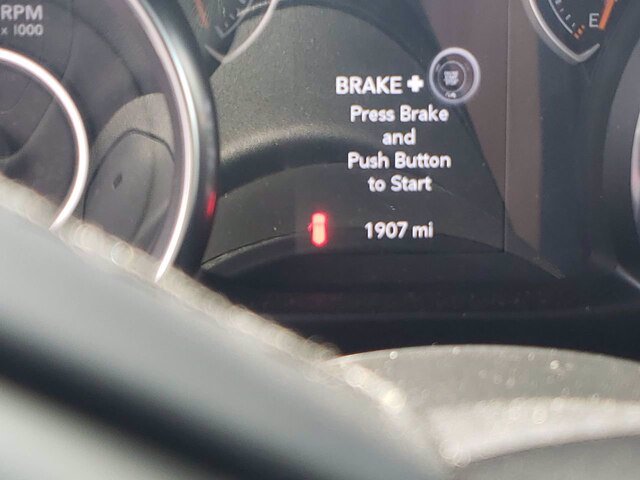 RPM
x 1000
E
BRAKE +
Press Brake
and
Push Button
to Start
1907 mi